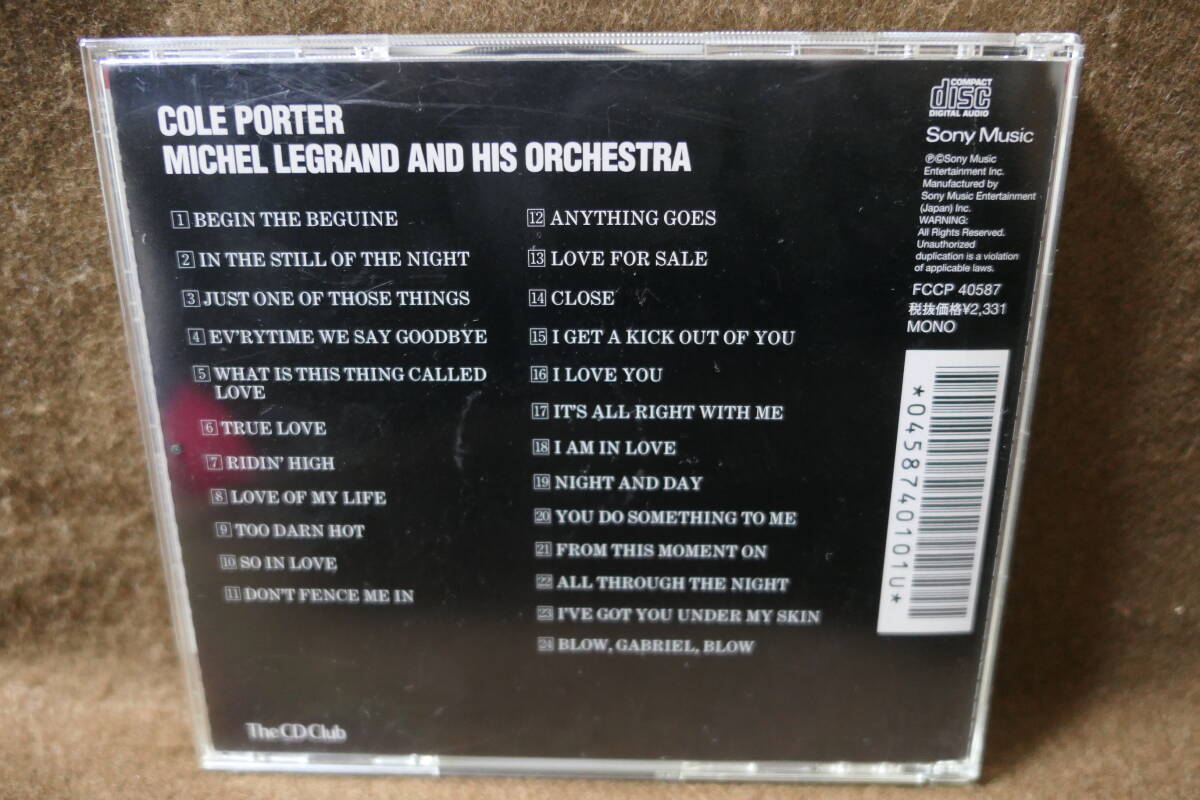 COLE PORTER
MICHEL LEGRAND AND HIS ORCHESTRA
1 BEGIN THE BEGUINE
2 IN THE STILL OF THE NIGHT
3 JUST ONE OF THOSE THINGS
4 EV'RYTIME WE SAY GOODBYE
5 WHAT IS THIS THING CALLED
LOVE
6 TRUE LOVE
7 RIDIN' HIGH
8 LOVE OF MY LIFE
9 TOO DARN HOT
10 SO IN LOVE
11 DON'T FENCE ME IN
12 ANYTHING GOES
13 LOVE FOR SALE
14 CLOSE
15 I GET A KICK OUT OF YOU
16 I LOVE YOU
17 IT'S ALL RIGHT WITH ME
18 I AM IN LOVE
19 NIGHT AND DAY
20 YOU DO SOMETHING TO ME
21 FROM THIS MOMENT ON
22 ALL THROUGH THE NIGHT
23 I'VE GOT YOU UNDER MY SKIN
24 BLOW, GABRIEL, BLOW
The CD Club
COMPACT
disc
DIGITAL AUDIO
Sony Music
℗©Sony Music
Entertainment Inc.
Manufactured by
Sony Music Entertainment
(Japan) Inc.
WARNING:
All Rights Reserved.
Unauthorized
duplication is a violation
of applicable laws.
FCCP 40587
税抜価格¥2,331
MONO
*0458740101U*